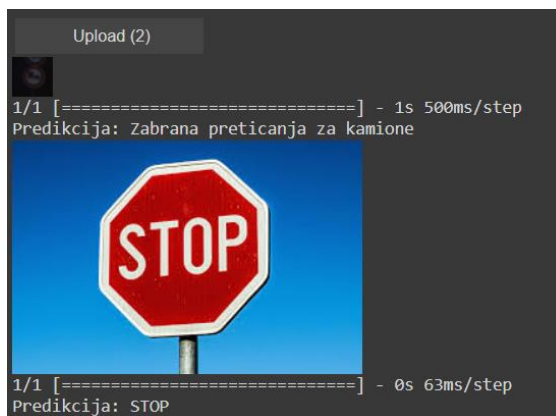 Upload (2)
1/1 [==============================] - 1s 500ms/step
Predikcija: Zabrana preticanja za kamione
STOP
1/1 [==============================] - 0s 63ms/step
Predikcija: STOP